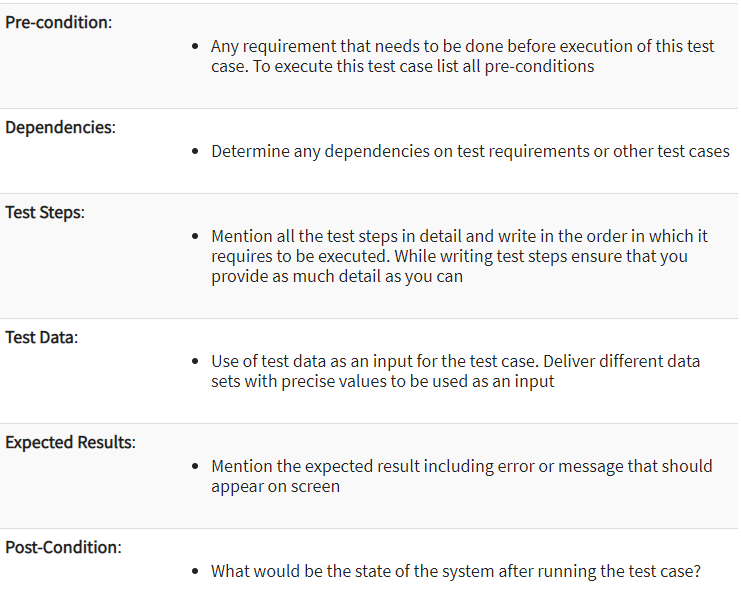 Pre-condition:
• Any requirement that needs to be done before execution of this test
case. To execute this test case list all pre-conditions
Dependencies:
• Determine any dependencies on test requirements or other test cases
Test Steps:
• Mention all the test steps in detail and write in the order in which it
requires to be executed. While writing test steps ensure that you
provide as much detail as you can
Test Data:
• Use of test data as an input for the test case. Deliver different data
sets with precise values to be used as an input
Expected Results:
• Mention the expected result including error or message that should
appear on screen
Post-Condition:
• What would be the state of the system after running the test case?